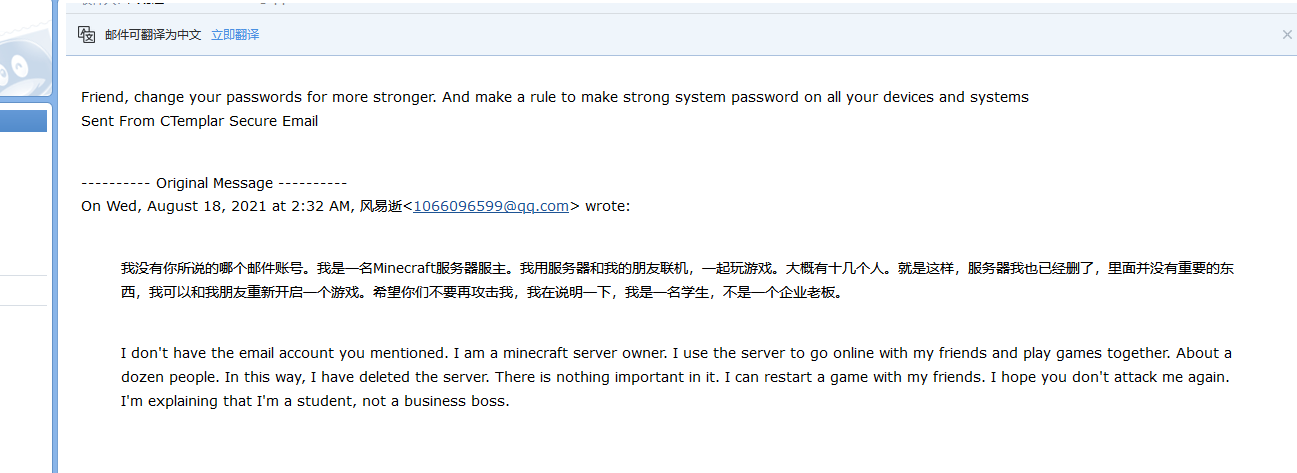 邮件可翻译为中文 立即翻译
Friend, change your passwords for more stronger. And make a rule to make strong system password on all your devices and systems
Sent From CTemplar Secure Email
---------- Original Message ----------
On Wed, August 18, 2021 at 2:32 AM, 风易逝<1066096599@qq.com> wrote:
我没有你所说的哪个邮件账号。我是一名Minecraft服务器服主。我用服务器和我的朋友联机，一起玩游戏。大概有十几个人。就是这样，服务器我也已经删了，里面并没有重要的东
西，我可以和我朋友重新开启一个游戏。希望你们不要再攻击我，我在说明一下，我是一名学生，不是一个企业老板。
I don't have the email account you mentioned. I am a minecraft server owner. I use the server to go online with my friends and play games together. About a
dozen people. In this way, I have deleted the server. There is nothing important in it. I can restart a game with my friends. I hope you don't attack me again.
I'm explaining that I'm a student, not a business boss.